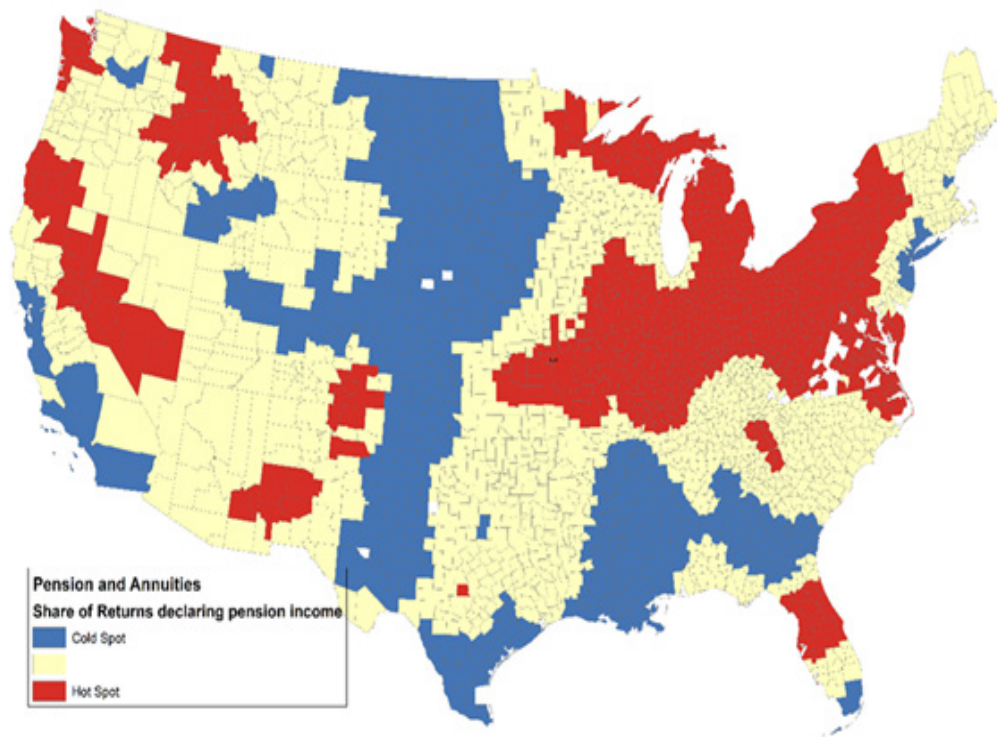 Pension and Annuities
Share of Returns declaring pension income
Cold Spot
Hot Spot